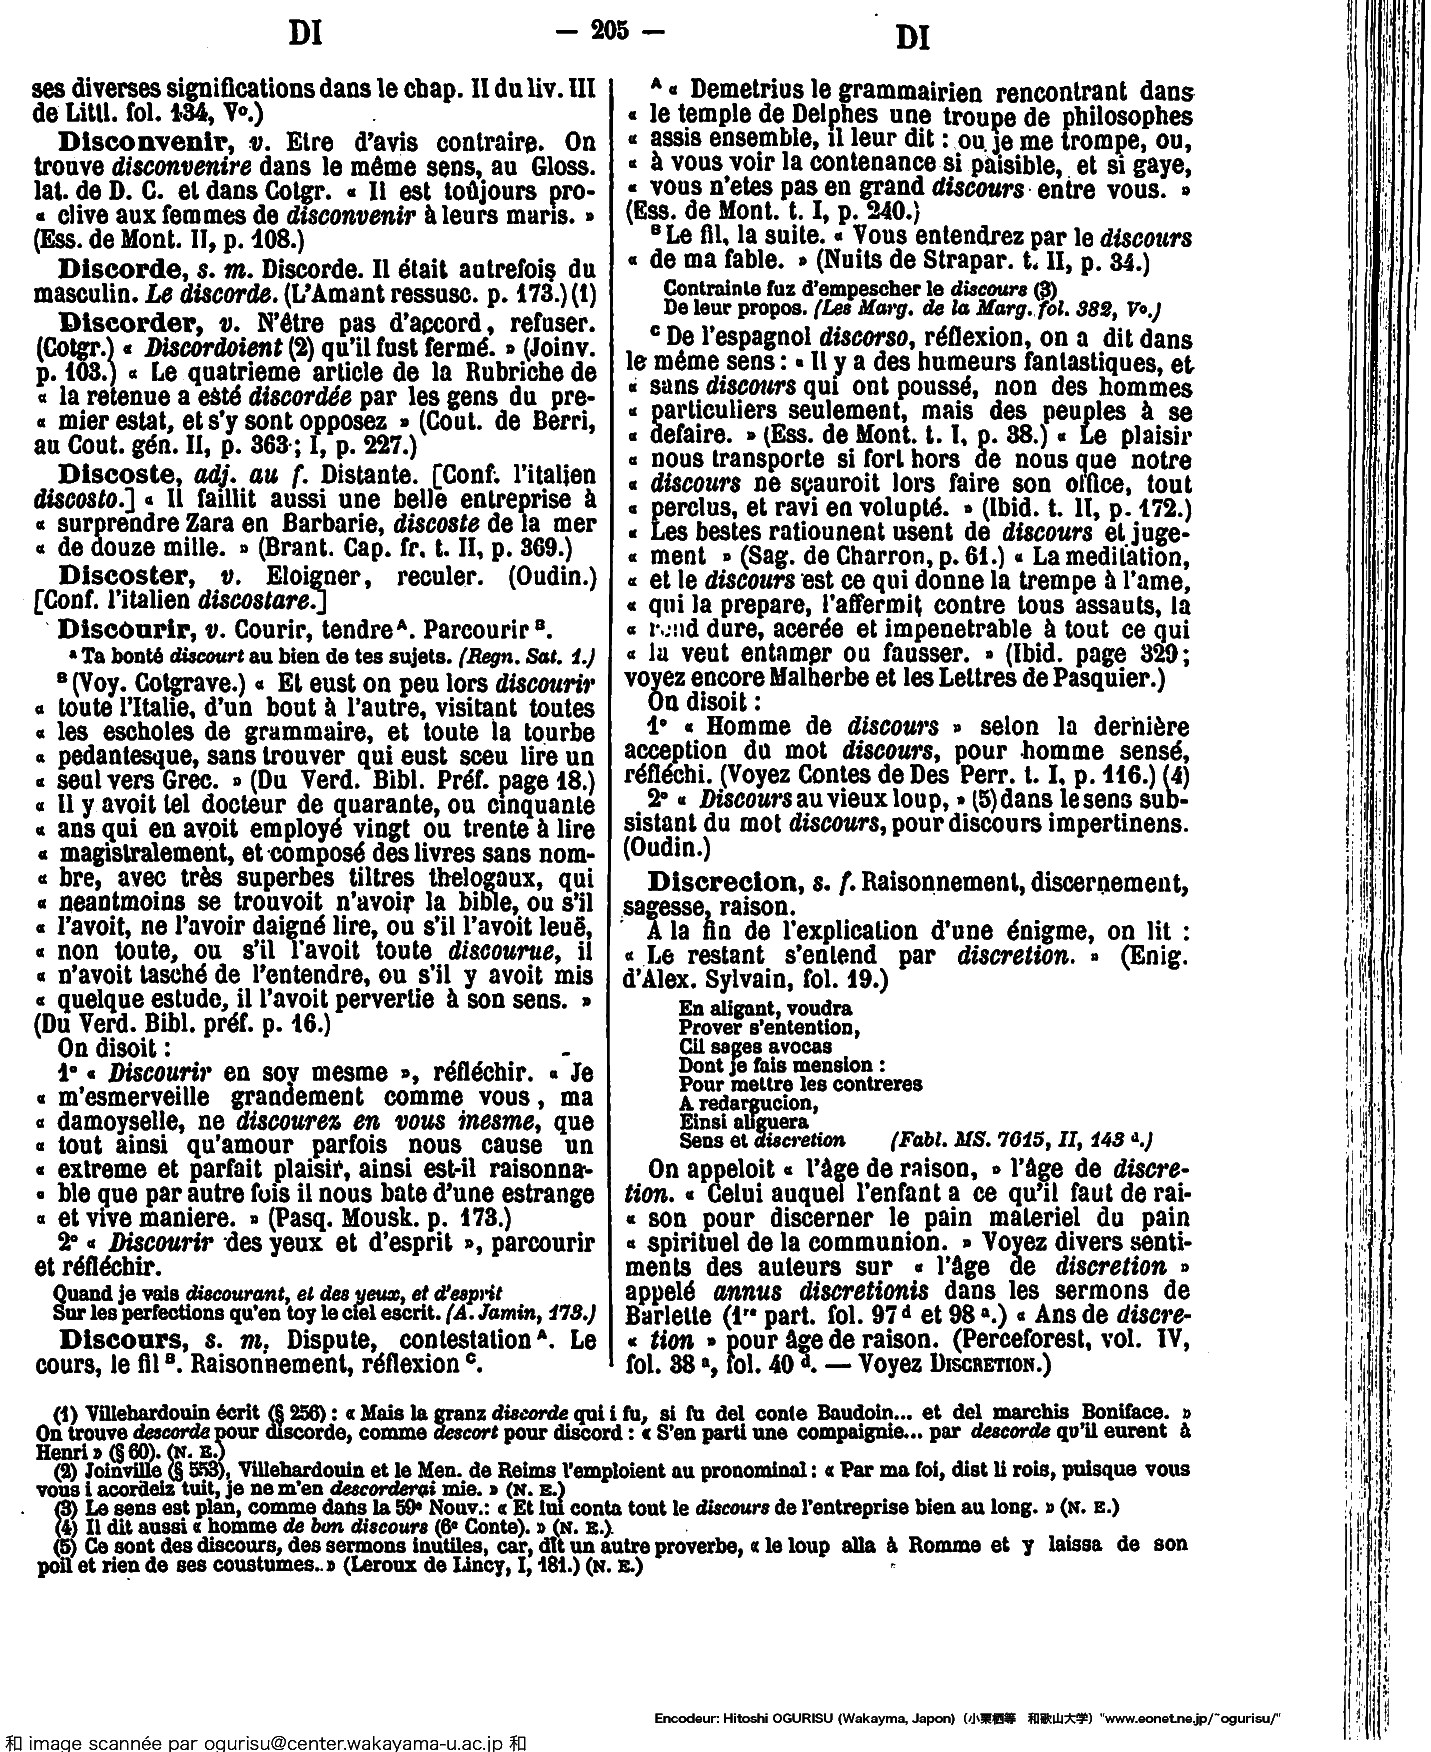 DI — 205 — DI
ses diverses significations dans le chap. II du liv. III
de Littl. fol. 134, Vº.)
Disconvenir, v. Etre d'avis contraire. On
trouve disconvenire dans le même sens, au Gloss.
lat. de D. C. et dans Cotgr. « Il est toûjours pro-
« clive aux femmes de disconvenir à leurs maris. »
(Ess. de Mont. II, p. 108.)
Discorde, s. m. Discorde. Il était autrefois du
masculin. Le discorde. (L'Amant ressusc. p. 173.) (1)
Discorder, v. N'être pas d'accord, refuser.
(Cotgr.) « Discordoient (2) qu'il fust fermé. » (Joinv.
p. 103.) « Le quatrieme article de la Rubriche de
« la retenue a esté discordée par les gens du pre-
« mier estat, et s'y sont opposez » (Cout. de Berri,
au Cout. gén. II, p. 363 ; I, p. 227.)
Discoste, adj. au f. Distante. [Conf. l'italien
discosto.] « Il faillit aussi une belle entreprise à
« surprendre Zara en Barbarie, discoste de la mer
« de douze mille. » (Brant. Cap. fr. t. II, p. 369.)
Discoster, v. Eloigner, reculer. (Oudin.)
[Conf. l'italien discostare.]
Discourir, v. Courir, tendre A. Parcourir B.
A Ta bonté discourt au bien de tes sujets. (Regn. Sat. 1.)
B (Voy. Cotgrave.) « Et eust on peu lors discourir
« toute l'Italie, d'un bout à l'autre, visitant toutes
« les escholes de grammaire, et toute la tourbe
« pedantesque, sans trouver qui eust sceu lire un
« seul vers Grec. » (Du Verd. Bibl. Préf. page 18.)
« Il y avoit tel docteur de quarante, ou cinquante
« ans qui en avoit employé vingt ou trente à lire
« magistralement, et composé des livres sans nom-
« bre, avec très superbes tiltres thelogaux, qui
« neantmoins se trouvoit n'avoir la bible, ou s'il
« l'avoit, ne l'avoir daigné lire, ou s'il l'avoit leuë,
« non toute, ou s'il l'avoit toute discourue, il
« n'avoit tasché de l'entendre, ou s'il y avoit mis
« quelque estude, il l'avoit pervertie à son sens. »
(Du Verd. Bibl. préf. p. 16.)
On disoit :
1º « Discourir en soy mesme », réfléchir. « Je
« m'esmerveille grandement comme vous, ma
« damoyselle, ne discourez en vous mesme, que
« tout ainsi qu'amour parfois nous cause un
« extreme et parfait plaisir, ainsi est-il raisonna-
« ble que par autre fois il nous bate d'une estrange
« et vive maniere. » (Pasq. Mousk. p. 173.)
2º « Discourir des yeux et d'esprit », parcourir
et réfléchir.
Quand je vais discourant, et des yeux, et d'esprit
Sur les perfections qu'en toy le ciel escrit. (A. Jamin, 173.)
Discours, s. m. Dispute, contestation A. Le
cours, le fil B. Raisonnement, réflexion C.
A « Demetrius le grammairien rencontrant dans
« le temple de Delphes une troupe de philosophes
« assis ensemble, il leur dit : ou je me trompe, ou,
« à vous voir la contenance si paisible, et si gaye,
« vous n'etes pas en grand discours entre vous. »
(Ess. de Mont. t. I, p. 240.)
B Le fil, la suite. « Vous entendrez par le discours
« de ma fable. » (Nuits de Strapar. t. II, p. 34.)
Contrainte fuz d'empescher le discours (3)
De leur propos. (Les Marg. de la Marg. fol. 382, Vº.)
C De l'espagnol discorso, réflexion, on a dit dans
le même sens : « Il y a des humeurs fantastiques, et
« sans discours qui ont poussé, non des hommes
« particuliers seulement, mais des peuples à se
« defaire. » (Ess. de Mont. t. I, p. 38.) « Le plaisir
« nous transporte si fort hors de nous que notre
« discours ne sçauroit lors faire son office, tout
« perclus, et ravi en volupté. » (Ibid. t. II, p. 172.)
« Les bestes ratiounent usent de discours et juge-
« ment » (Sag. de Charron, p. 61.) « La meditation,
« et le discours est ce qui donne la trempe à l'ame,
« qui la prepare, l'affermit contre tous assauts, la
« rend dure, acerée et impenetrable à tout ce qui
« la veut entamer ou fausser. » (Ibid. page 329 ;
voyez encore Malherbe et les Lettres de Pasquier.)
On disoit :
1º « Homme de discours » selon la dernière
acception du mot discours, pour homme sensé,
réfléchi. (Voyez Contes de Des Perr. t. I, p. 116.) (4)
2º « Discours au vieux loup, » (5) dans le sens sub-
sistant du mot discours, pour discours impertinens.
(Oudin.)
Discrecion, s. f. Raisonnement, discernement,
sagesse, raison.
A la fin de l'explication d'une énigme, on lit :
« Le restant s'entend par discretion. » (Enig.
d'Alex. Sylvain, fol. 19.)
En aligant, voudra
Prover s'entention,
Cil sages avocas
Dont je fais mension :
Pour mettre les contreres
A redargucion,
Einsi aliguera
Sens et discretion (Fabl. MS. 7615, II, 143 d.)
On appeloit « l'âge de raison, » l'âge de discre-
tion. « Celui auquel l'enfant a ce qu'il faut de rai-
« son pour discerner le pain materiel du pain
« spirituel de la communion. » Voyez divers senti-
ments des auteurs sur « l'âge de discretion »
appelé annus discretionis dans les sermons de
Barlette (1re part. fol. 97 d et 98 a.) « Ans de discre-
« tion » pour âge de raison. (Perceforest, vol. IV,
fol. 38 a, fol. 40 d. — Voyez DISCRETION.)
(1) Villehardouin écrit (§ 256) : « Mais la granz discorde qui i fu, si fu del conte Baudoin... et del marchis Boniface. »
On trouve descorde pour discorde, comme descort pour discord : « S'en parti une compaignie... par descorde qu'il eurent à
Henri » (§ 60). (N. E.)
(2) Joinville (§ 553), Villehardouin et le Men. de Reims l'emploient au pronominal : « Par ma foi, dist li rois, puisque vous
vous i acordeiz tuit, je ne m'en descorderai mie. » (N. E.)
(3) Le sens est plan, comme dans la 59e Nouv.: « Et lui conta tout le discours de l'entreprise bien au long. » (N. E.)
(4) Il dit aussi « homme de bon discours (6e Conte). » (N. E.)
(5) Ce sont des discours, des sermons inutiles, car, dit un autre proverbe, « le loup alla à Romme et y laissa de son
poil et rien de ses coustumes.. » (Leroux de Lincy, I, 181.) (N. E.)
Encodeur: Hitoshi OGURISU (Wakayma, Japon) (小栗栖等 和歌山大学) "www.eonet.ne.jp/~ogurisu/"
和 image scannée par ogurisu@center.wakayama-u.ac.jp 和